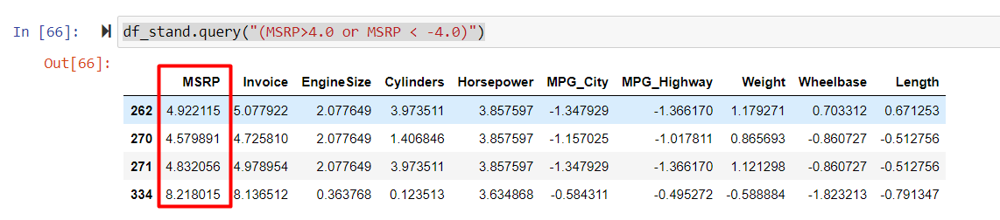 In [66]: df_stand.query("(MSRP>4.0 or MSRP < -4.0)")
Out[66]:
MSRP Invoice EngineSize Cylinders Horsepower MPG_City MPG_Highway Weight Wheelbase Length
262 4.922115 5.077922 2.077649 3.973511 3.857597 -1.347929 -1.366170 1.179271 0.703312 0.671253
270 4.579891 4.725810 2.077649 1.406846 3.857597 -1.157025 -1.017811 0.865693 -0.860727 -0.512756
271 4.832056 4.978954 2.077649 3.973511 3.857597 -1.347929 -1.366170 1.121298 -0.860727 -0.512756
334 8.218015 8.136512 0.363768 0.123513 3.634868 -0.584311 -0.495272 -0.588884 -1.823213 -0.791347